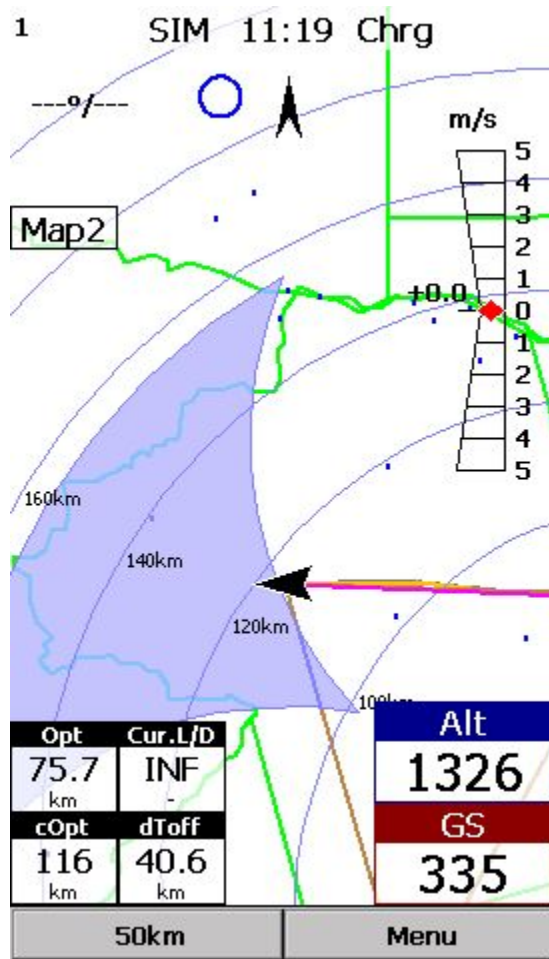 1
SIM 11:19 Chrg
---º/---
m/s
5
4
3
2
1
0
1
2
3
4
5
+0.0
Map2
160km
140km
120km
Opt
75.7
km
Cur.L/D
INF
-
cOpt
116
km
dToff
40.6
km
Alt
1326
GS
335
50km
Menu